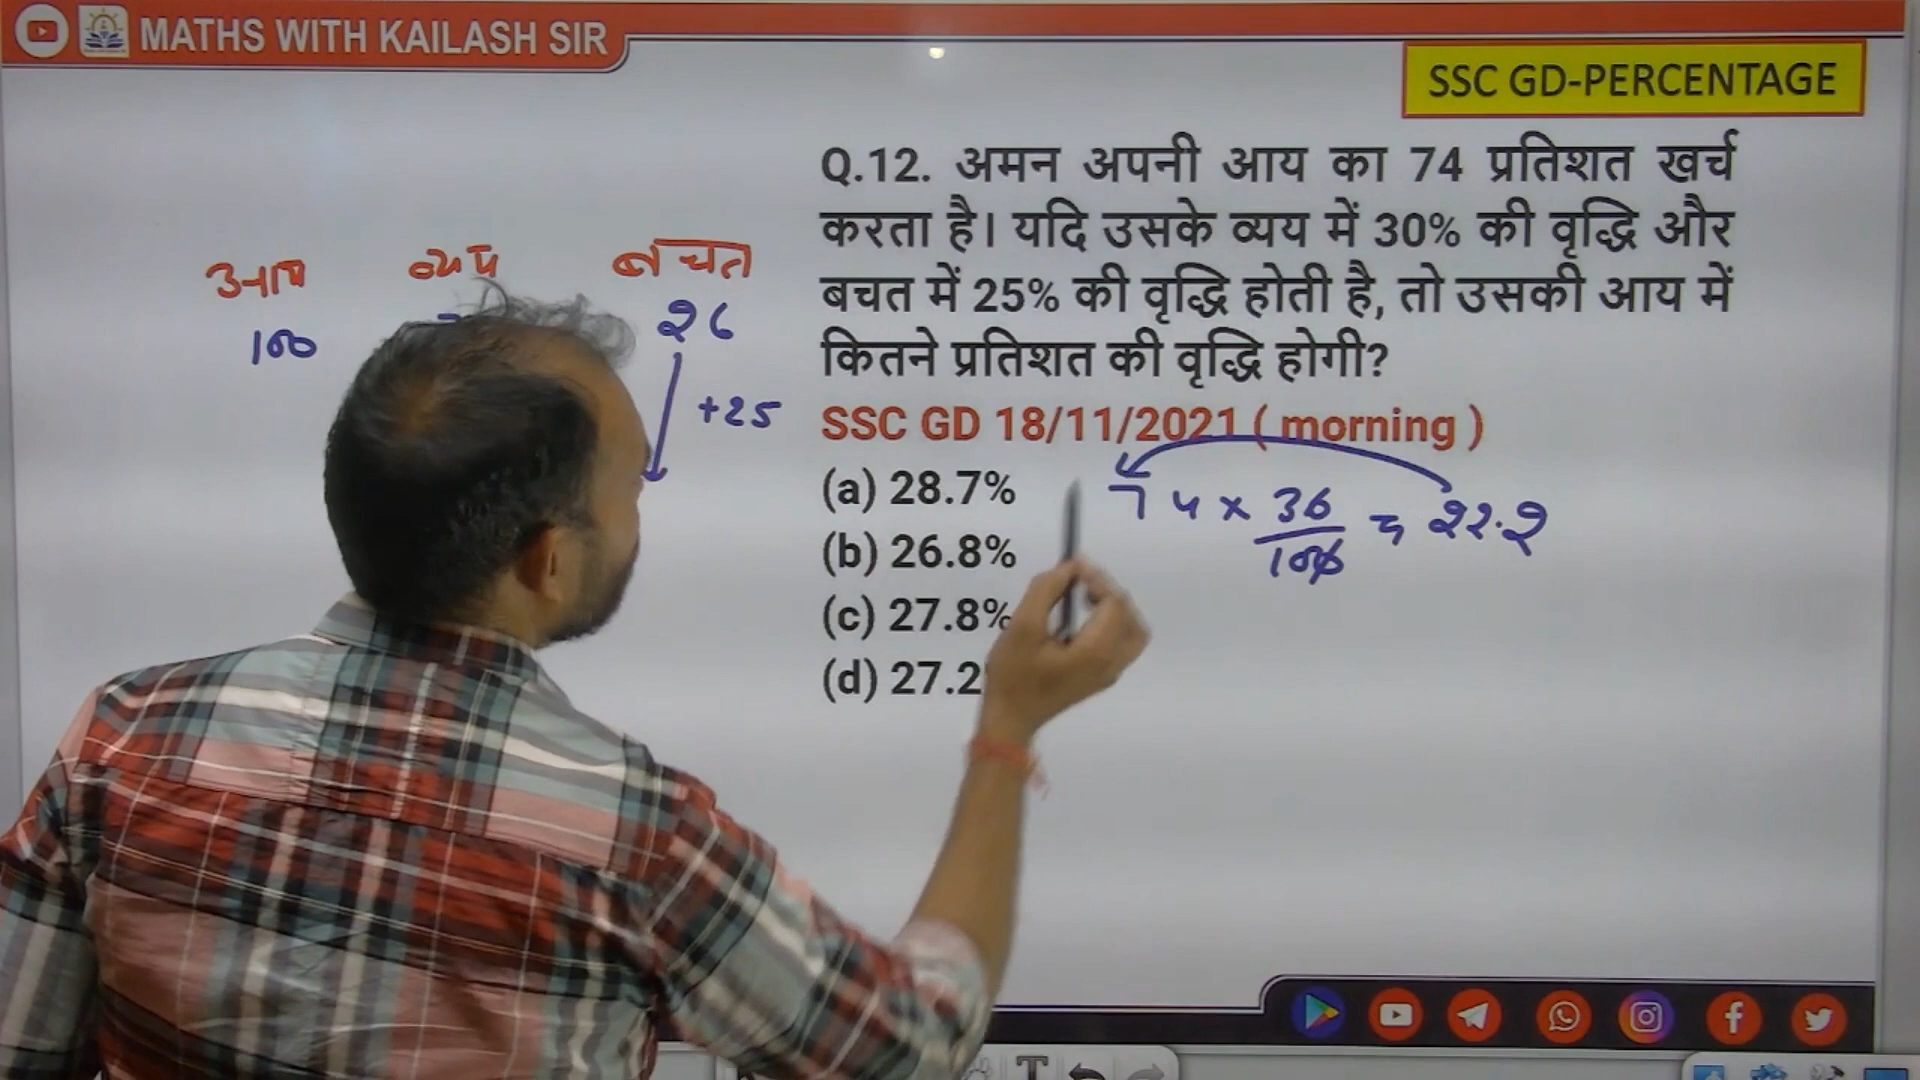 MATHS WITH KAILASH SIR
SSC GD-PERCENTAGE
Q.12. अमन अपनी आय का 74 प्रतिशत खर्च
करता है। यदि उसके व्यय में 30% की वृद्धि और
बचत में 25% की वृद्धि होती है, तो उसकी आय में
कितने प्रतिशत की वृद्धि होगी?
SSC GD 18/11/2021 ( morning )
(a) 28.7%
(b) 26.8%
(c) 27.8%
(d) 27.2
आय व्यय बचत
100 26
+25
74 × 30/100 = 22.2